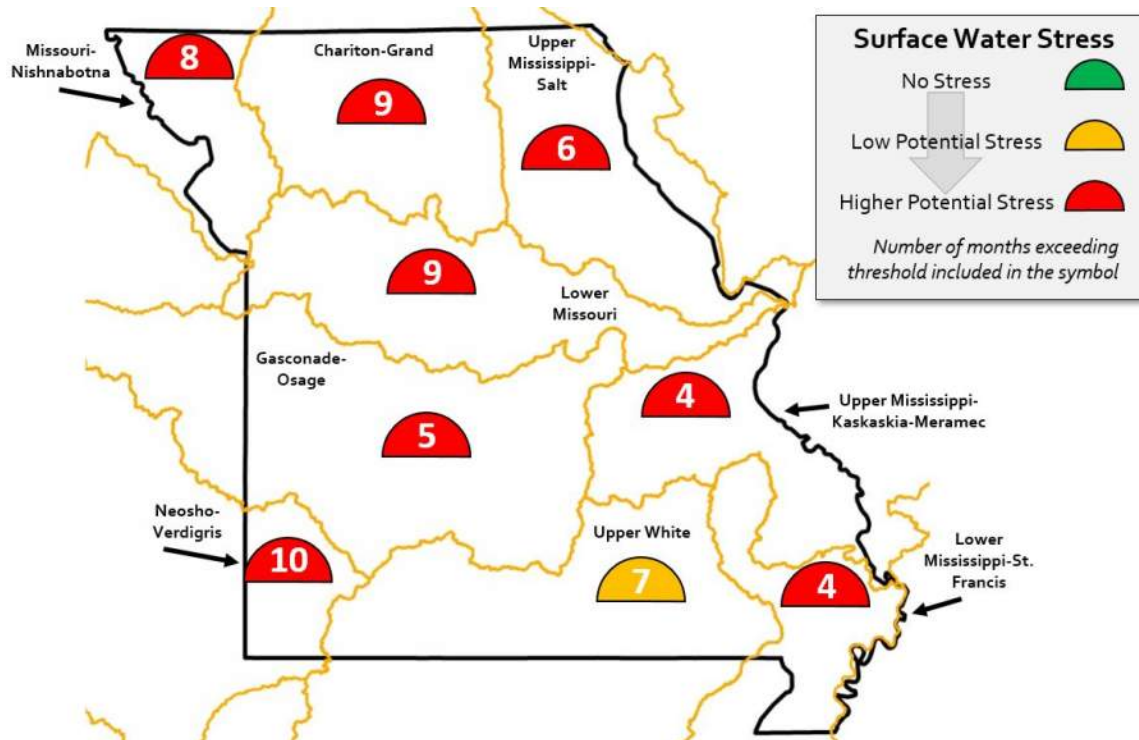 Surface Water Stress
No Stress
Low Potential Stress
Higher Potential Stress
Number of months exceeding
threshold included in the symbol
Missouri-
Nishnabotna
8
Chariton-Grand
9
Upper
Mississippi-
Salt
6
9
Lower
Missouri
Gasconade-
Osage
5
4
Upper Mississippi-
Kaskaskia-Meramec
Neosho-
Verdigris
10
Upper White
7
4
Lower
Mississippi-St.
Francis